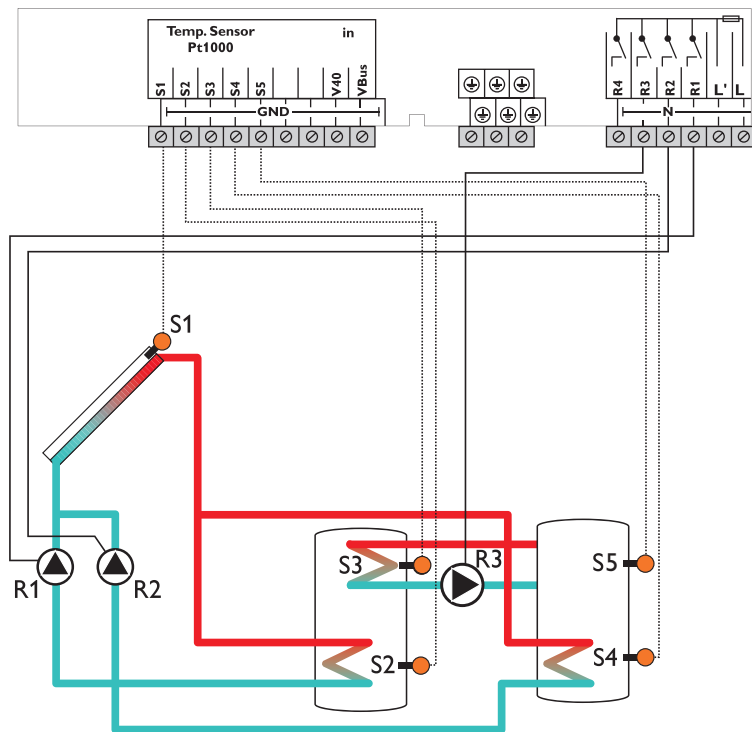 Temp. Sensor
Pt1000
in
S1 S2 S3 S4 S5 V40 VBus
GND
R4 R3 R2 R1 L' L
N
S1
R1
R2
S3
S2
R3
S5
S4